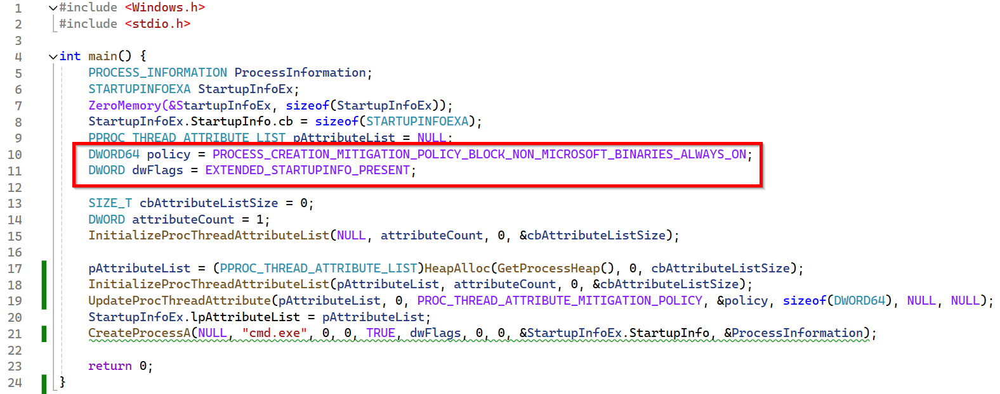 1 #include <Windows.h>
2 #include <stdio.h>
3
4 int main() {
5 PROCESS_INFORMATION ProcessInformation;
6 STARTUPINFOEXA StartupInfoEx;
7 ZeroMemory(&StartupInfoEx, sizeof(StartupInfoEx));
8 StartupInfoEx.StartupInfo.cb = sizeof(STARTUPINFOEXA);
9 PPROC_THREAD_ATTRIBUTE_LIST pAttributeList = NULL;
10 DWORD64 policy = PROCESS_CREATION_MITIGATION_POLICY_BLOCK_NON_MICROSOFT_BINARIES_ALWAYS_ON;
11 DWORD dwFlags = EXTENDED_STARTUPINFO_PRESENT;
12
13 SIZE_T cbAttributeListSize = 0;
14 DWORD attributeCount = 1;
15 InitializeProcThreadAttributeList(NULL, attributeCount, 0, &cbAttributeListSize);
16
17 pAttributeList = (PPROC_THREAD_ATTRIBUTE_LIST)HeapAlloc(GetProcessHeap(), 0, cbAttributeListSize);
18 InitializeProcThreadAttributeList(pAttributeList, attributeCount, 0, &cbAttributeListSize);
19 UpdateProcThreadAttribute(pAttributeList, 0, PROC_THREAD_ATTRIBUTE_MITIGATION_POLICY, &policy, sizeof(DWORD64), NULL, NULL);
20 StartupInfoEx.lpAttributeList = pAttributeList;
21 CreateProcessA(NULL, "cmd.exe", 0, 0, TRUE, dwFlags, 0, 0, &StartupInfoEx.StartupInfo, &ProcessInformation);
22
23 return 0;
24 }